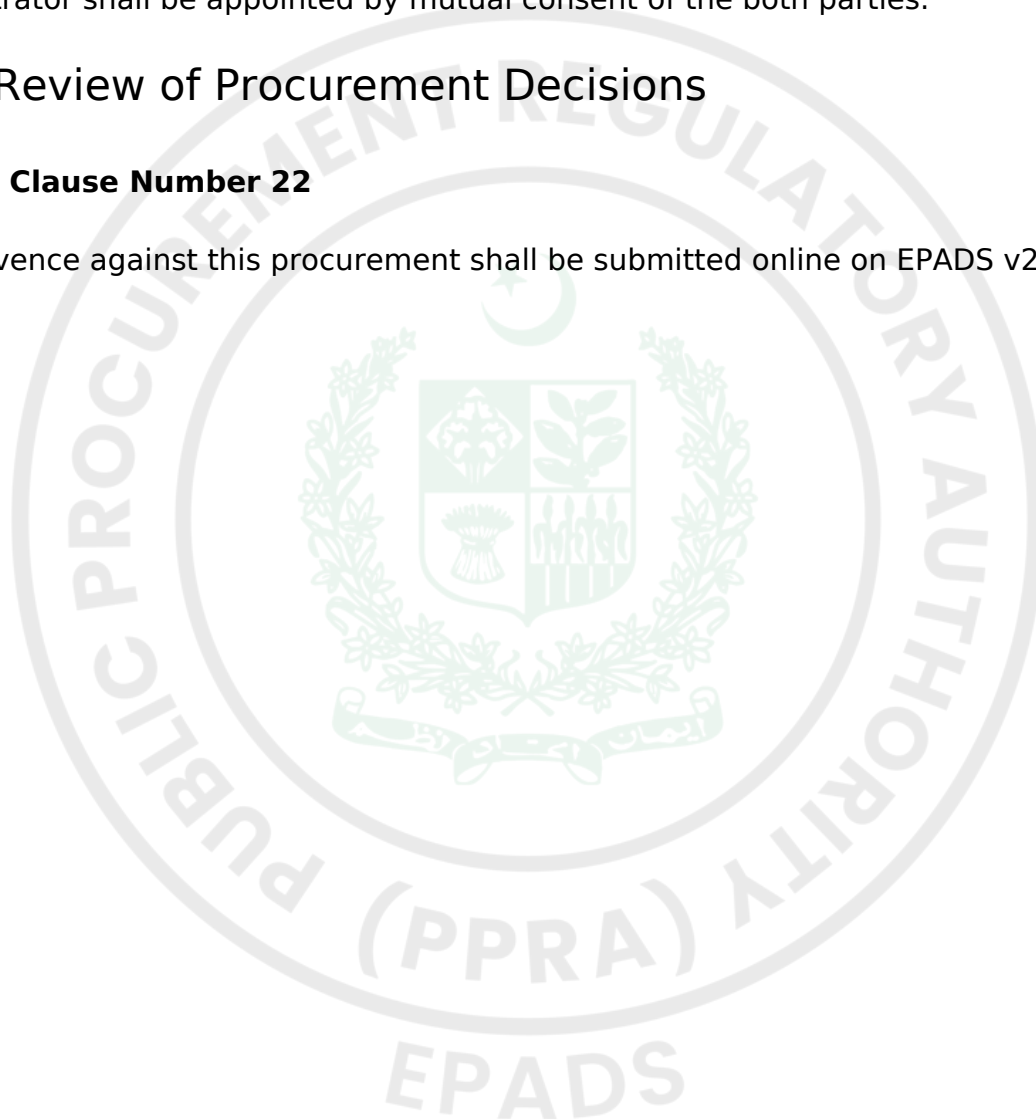 trator shall be appointed by mutual consent of the both parties.
Review of Procurement Decisions
Clause Number 22
vence against this procurement shall be submitted online on EPADS v2
PUBLIC PROCUREMENT REGULATORY AUTHORITY
(PPRA)
EPADS